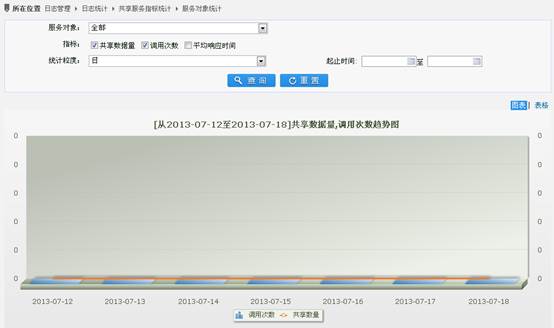 所在位置 日志管理 日志统计 共享服务指标统计 服务对象统计
服务对象: 全部
指标: 共享数据量 调用次数 平均响应时间
统计粒度: 日 起止时间: 至
查 询 重 置
图表| 表格
[从2013-07-12至2013-07-18]共享数据量,调用次数趋势图
0 0
0 0
0 0
0 0
0 0
0 0
2013-07-12 2013-07-13 2013-07-14 2013-07-15 2013-07-16 2013-07-17 2013-07-18
调用次数 共享数量